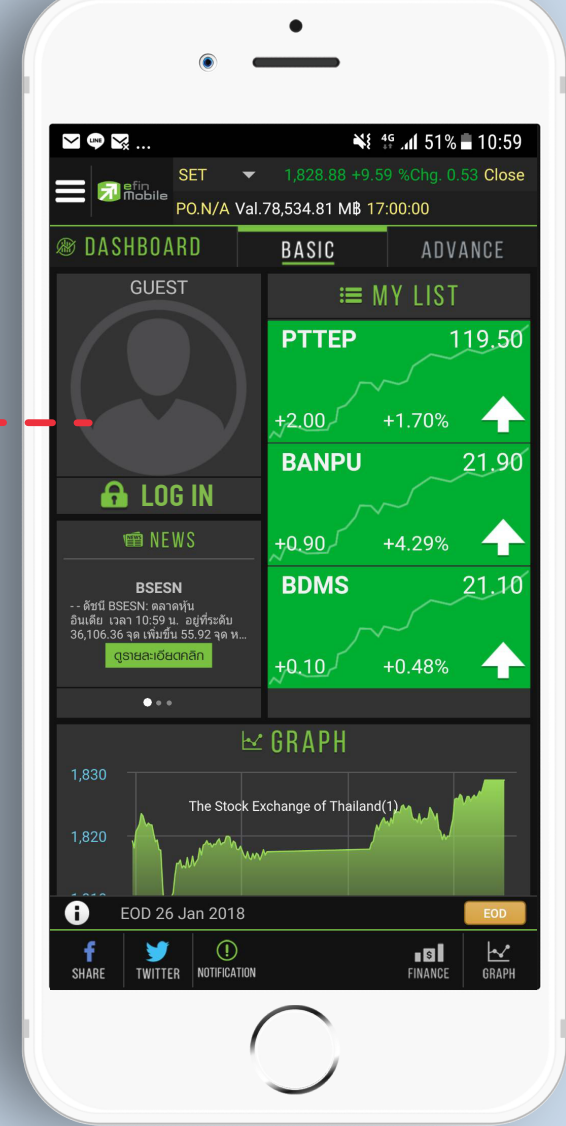 LINE
...
4G
51%
10:59
efin
Mobile
SET
1,828.88 +9.59 %Chg. 0.53 Close
PO.N/A Val.78,534.81 M฿ 17:00:00
DASHBOARD
BASIC
ADVANCE
GUEST
LOG IN
NEWS
BSESN
- - ดัชนี BSESN: ตลาดหุ้น
อินเดีย เวลา 10:59 น. อยู่ที่ระดับ
36,106.36 จุด เพิ่มขึ้น 55.92 จุด ห...
ดูรายละเอียดคลิก
MY LIST
PTTEP
119.50
+2.00
+1.70%
BANPU
21.90
+0.90
+4.29%
BDMS
21.10
+0.10
+0.48%
GRAPH
1,830
The Stock Exchange of Thailand(1)
1,820
EOD 26 Jan 2018
EOD
SHARE
TWITTER
NOTIFICATION
FINANCE
GRAPH